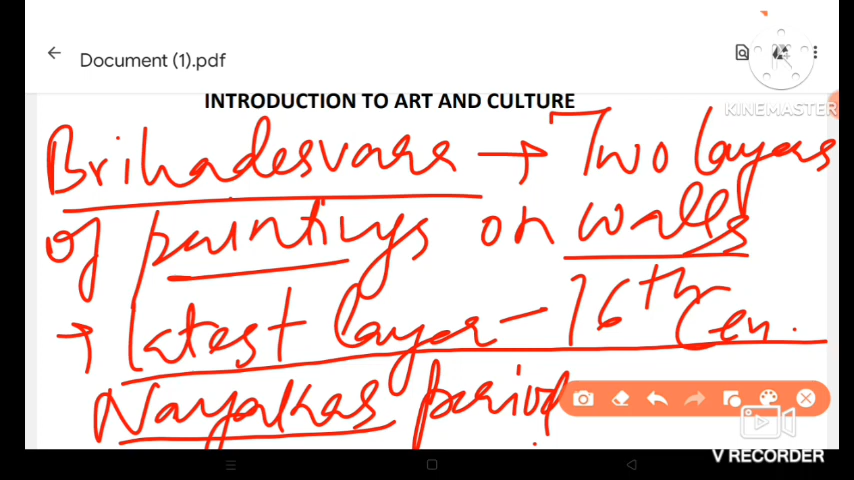 Document (1).pdf
KINEMASTER
INTRODUCTION TO ART AND CULTURE
Brihadesvara → Two layers
of paintings on walls
→ latest layer - 16th Cen.
Nayakas period
V RECORDER